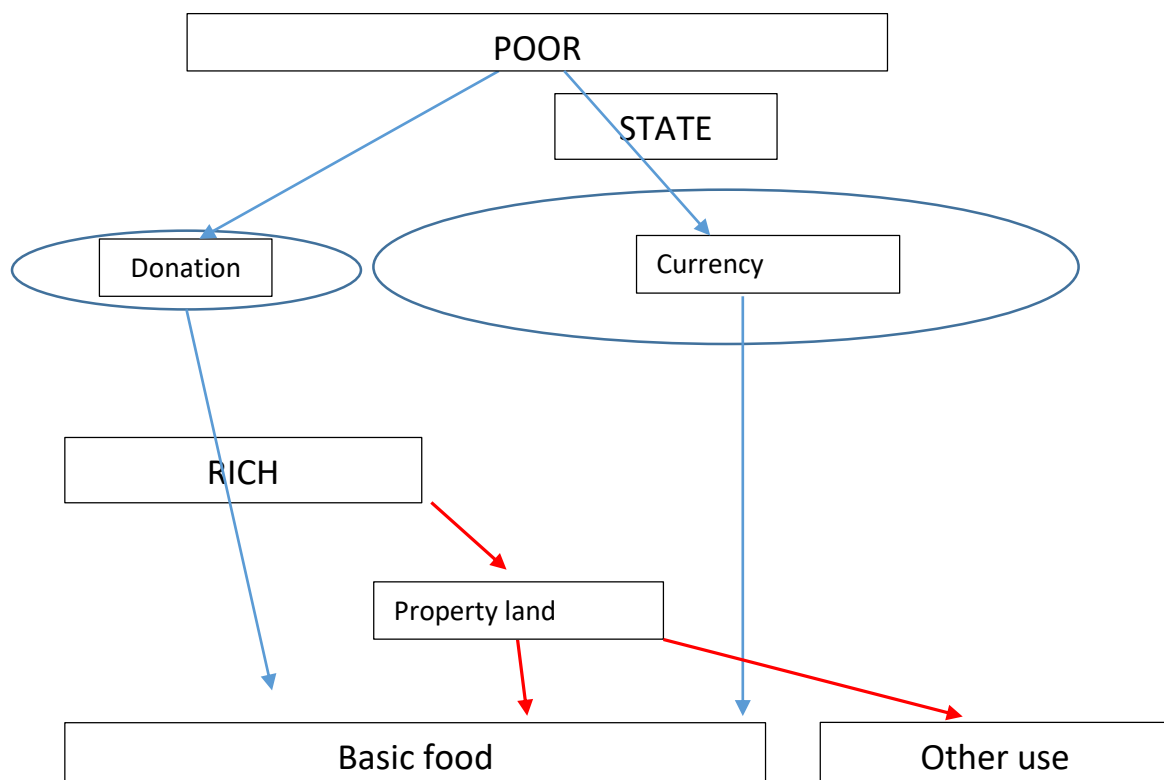 POOR
STATE
Donation
Currency
RICH
Property land
Basic food
Other use